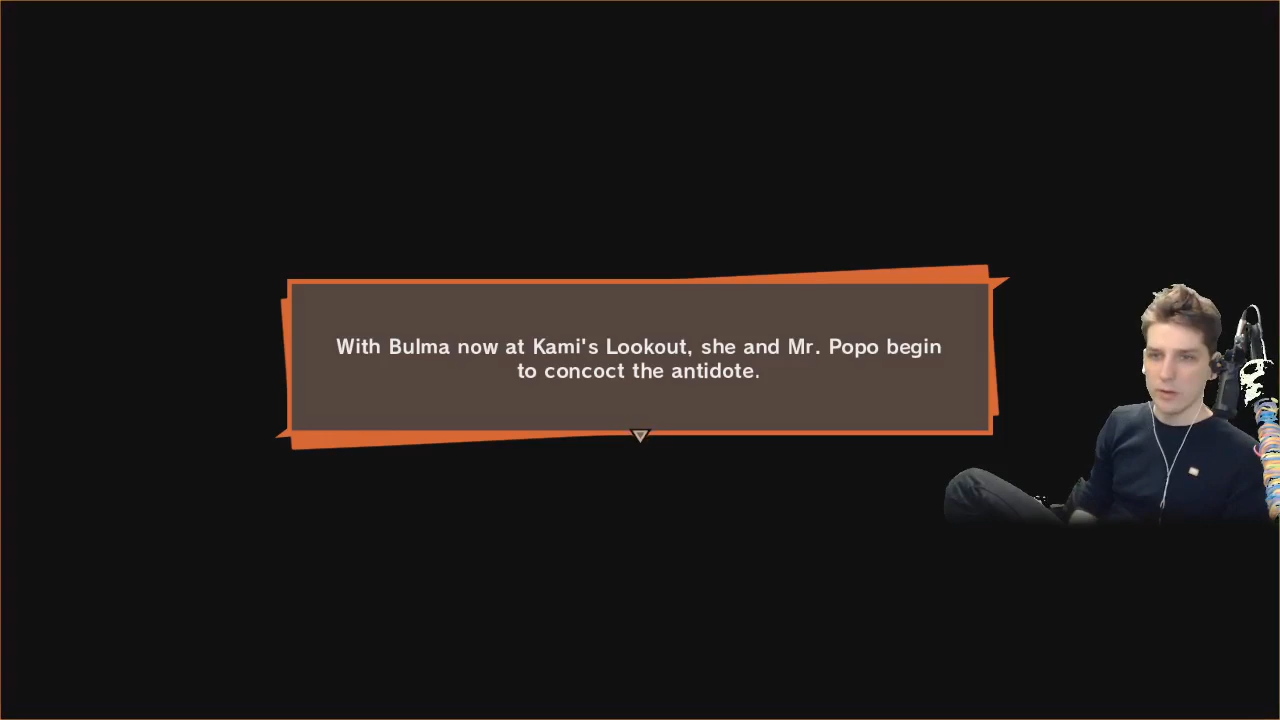 With Bulma now at Kami's Lookout, she and Mr. Popo begin
to concoct the antidote.